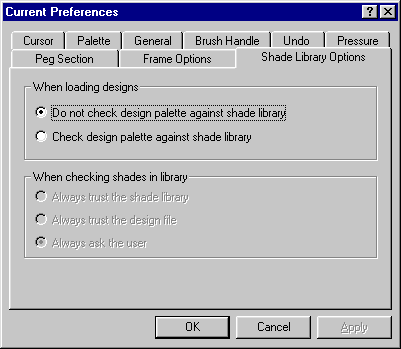 Current Preferences
Cursor Palette General Brush Handle Undo Pressure
Peg Section Frame Options Shade Library Options
When loading designs
Do not check design palette against shade library
Check design palette against shade library
When checking shades in library
Always trust the shade library
Always trust the design file
Always ask the user
OK Cancel Apply